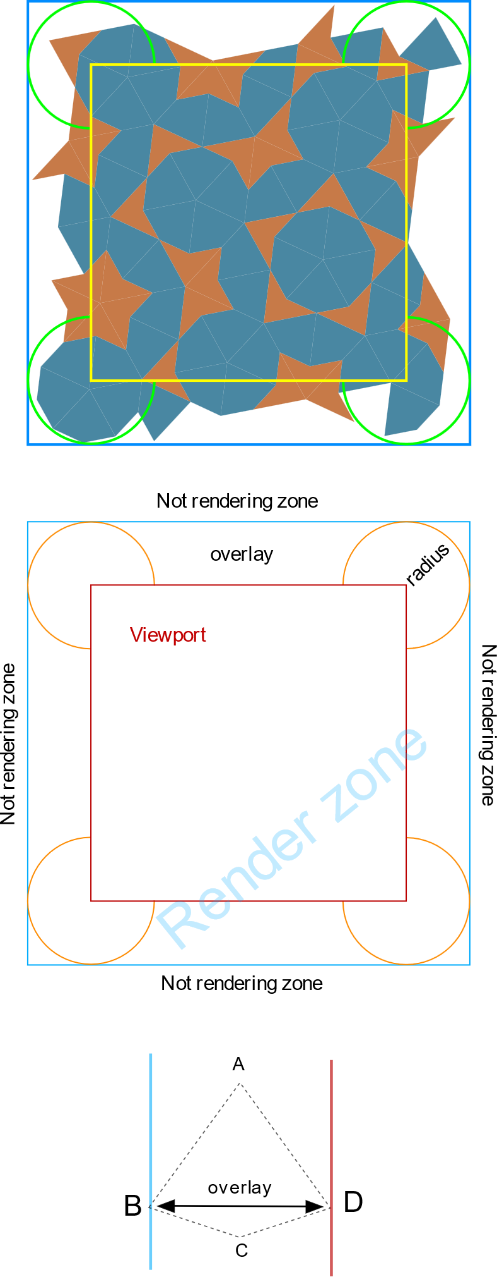 Not rendering zone
overlay
radius
Viewport
Not rendering zone
Not rendering zone
Render zone
Not rendering zone
A
overlay
B
D
C